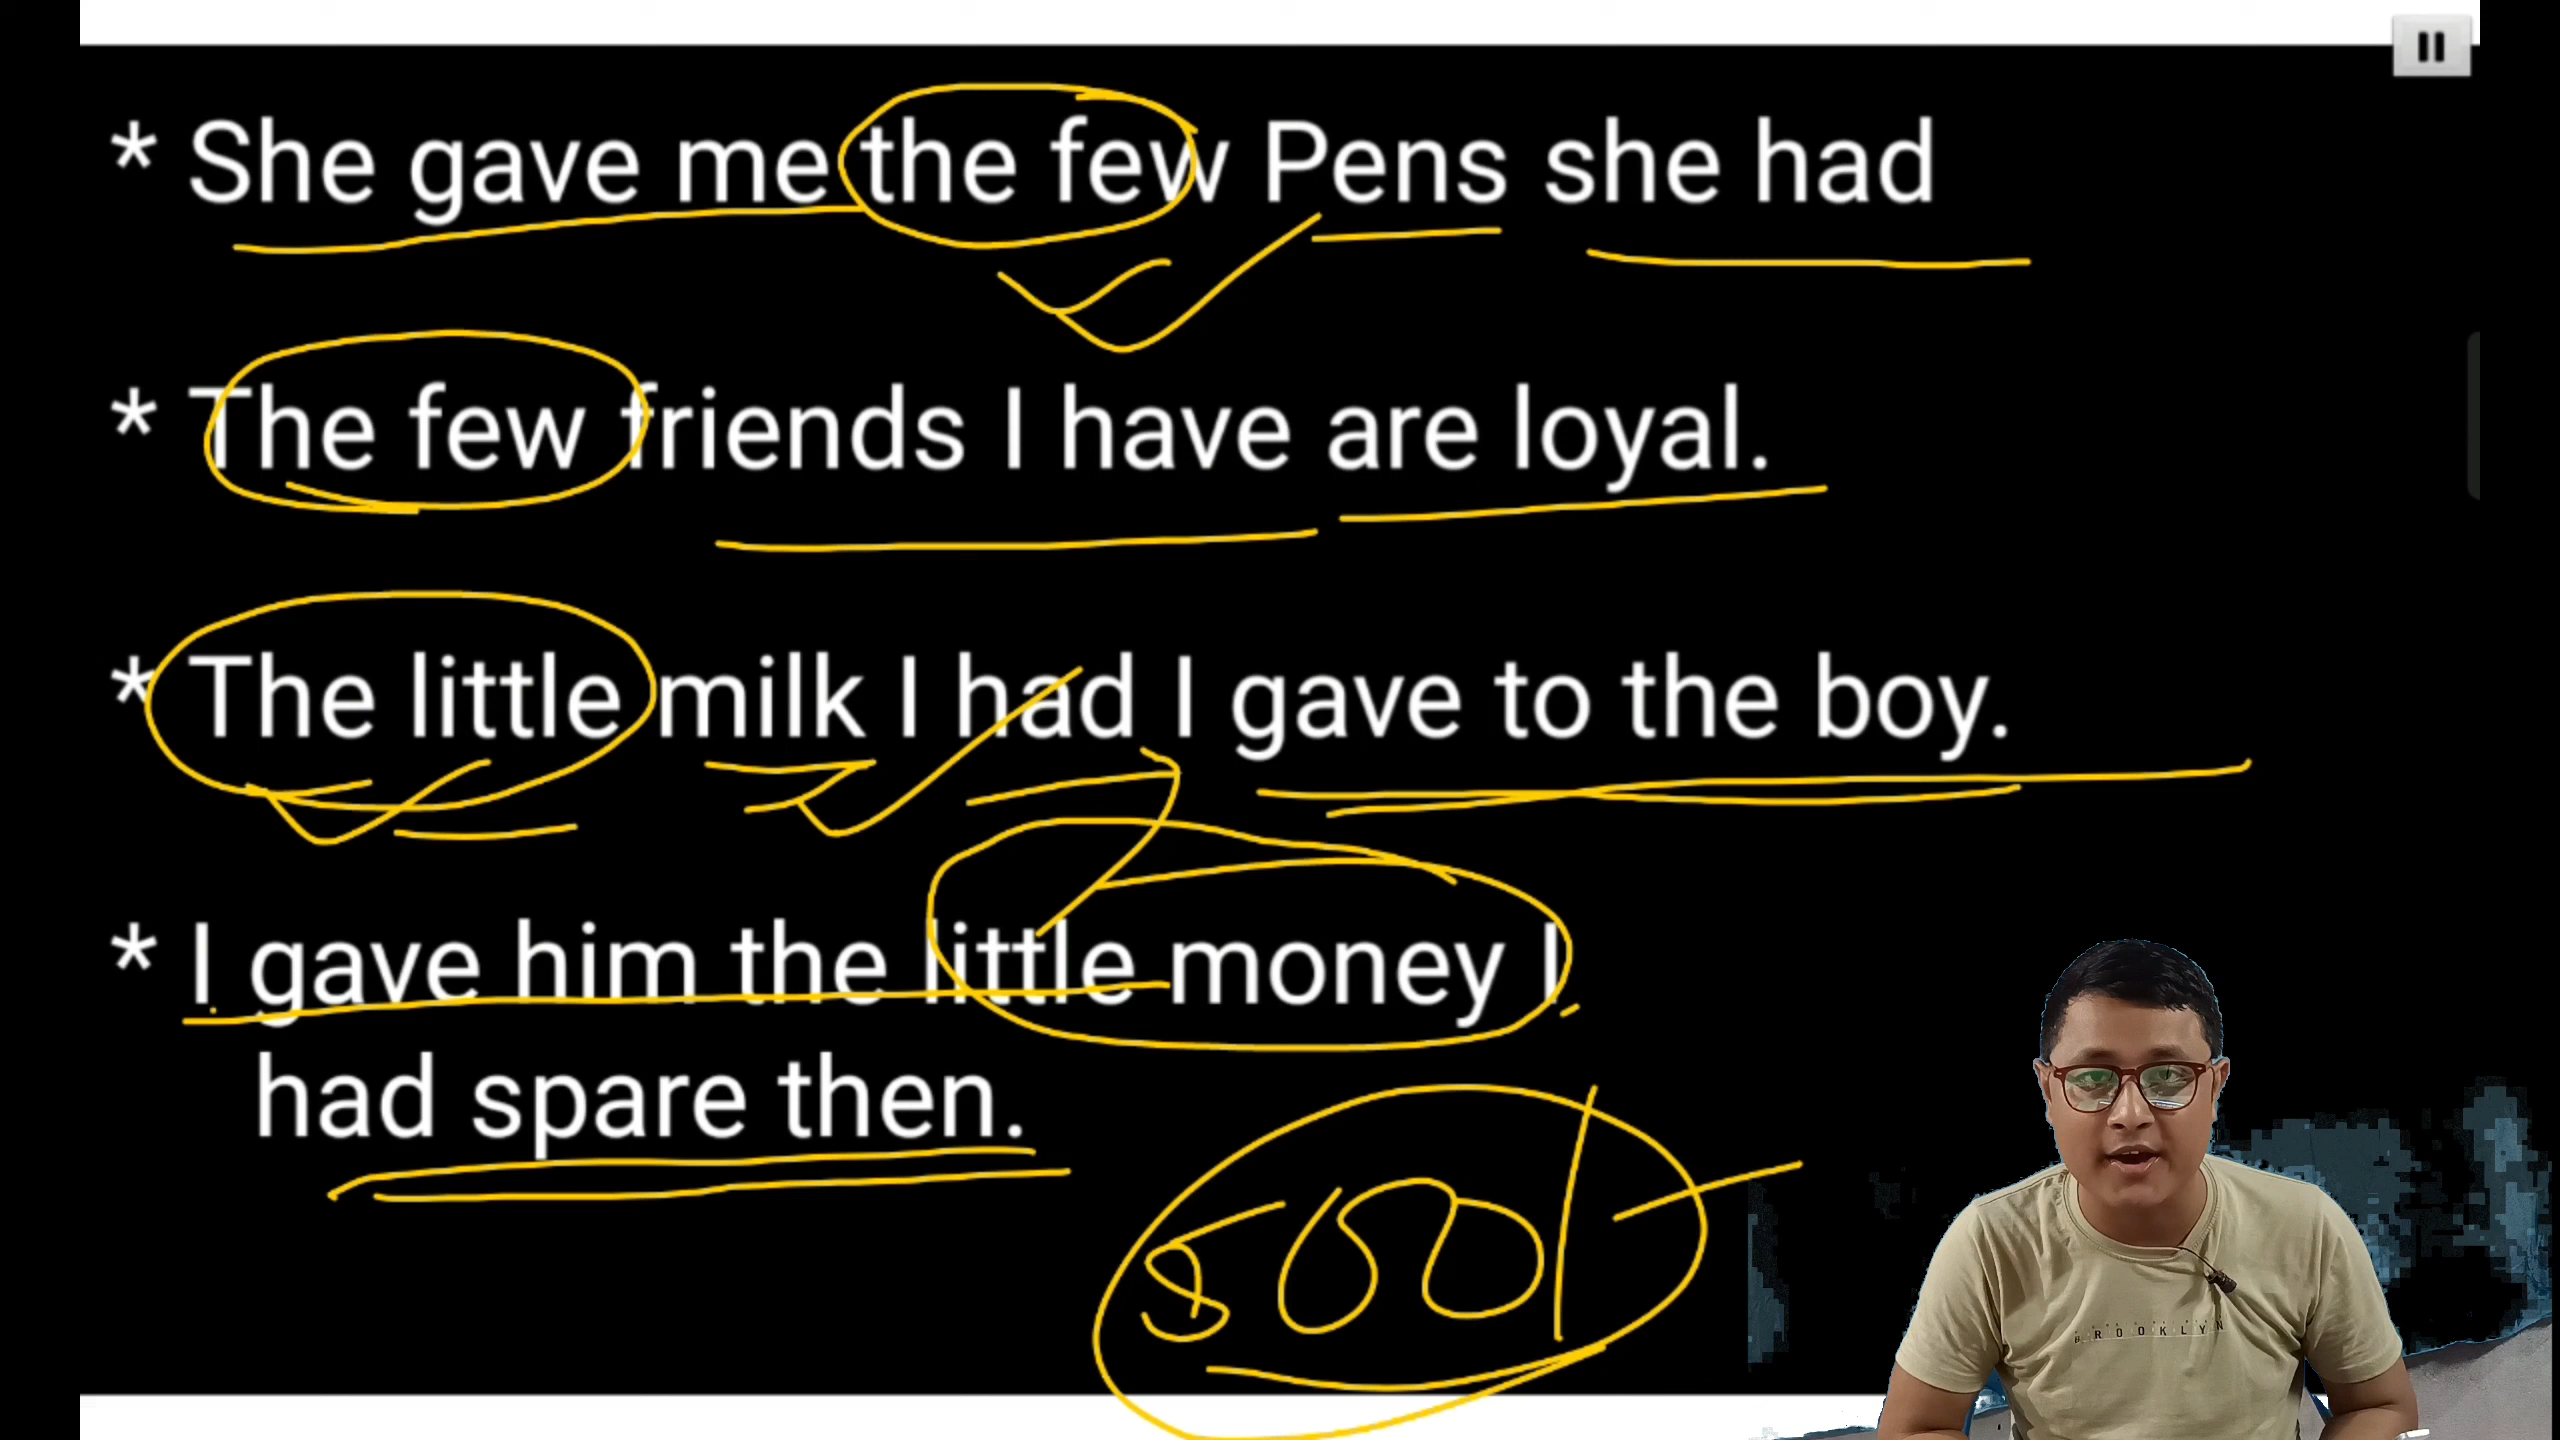 * She gave me the few Pens she had
* The few friends I have are loyal.
* The little milk I had I gave to the boy.
* I gave him the little money I
had spare then.
500/-
BROOKLYN